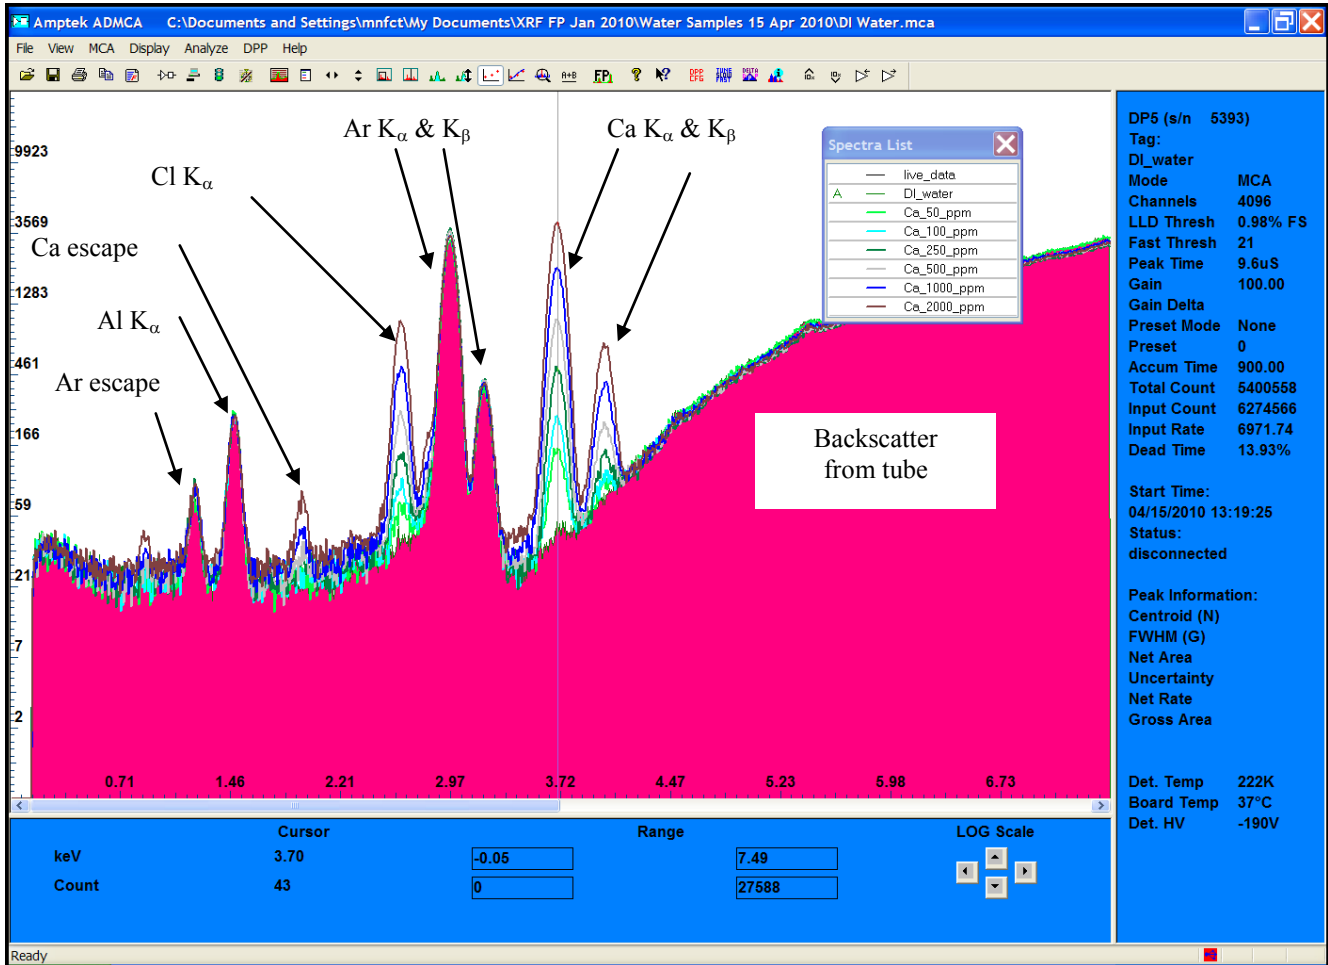 Amptek ADMCA C:\Documents and Settings\mnfct\My Documents\XRF FP Jan 2010\Water Samples 15 Apr 2010\DI Water.mca
File View MCA Display Analyze DPP Help
A+B FP DPP CFG TUNE SLOW FAST DELTA
9923
3569
1283
461
166
59
21
7
2
Ar Kα & Kβ
Ca Kα & Kβ
Cl Kα
Ca escape
Al Kα
Ar escape
Spectra List
live_data
A DI_water
Ca_50_ppm
Ca_100_ppm
Ca_250_ppm
Ca_500_ppm
Ca_1000_ppm
Ca_2000_ppm
Backscatter
from tube
0.71 1.46 2.21 2.97 3.72 4.47 5.23 5.98 6.73
DP5 (s/n 5393)
Tag:
DI_water
Mode MCA
Channels 4096
LLD Thresh 0.98% FS
Fast Thresh 21
Peak Time 9.6uS
Gain 100.00
Gain Delta
Preset Mode None
Preset 0
Accum Time 900.00
Total Count 5400558
Input Count 6274566
Input Rate 6971.74
Dead Time 13.93%
Start Time:
04/15/2010 13:19:25
Status:
disconnected
Peak Information:
Centroid (N)
FWHM (G)
Net Area
Uncertainty
Net Rate
Gross Area
Det. Temp 222K
Board Temp 37°C
Det. HV -190V
Cursor Range LOG Scale
keV 3.70 -0.05 7.49
Count 43 0 27588
Ready